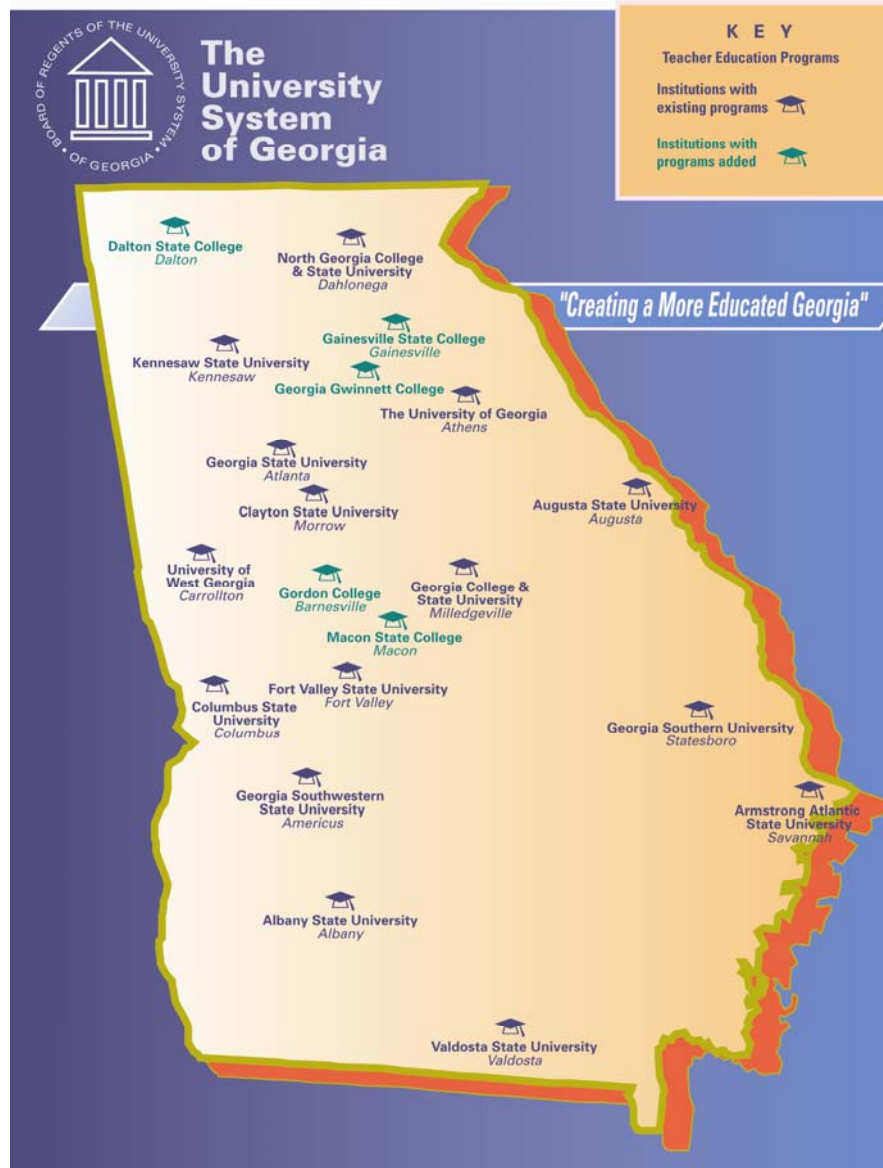 BOARD OF REGENTS OF THE UNIVERSITY SYSTEM
• OF GEORGIA •
The
University
System
of Georgia
K E Y
Teacher Education Programs
Institutions with
existing programs
Institutions with
programs added
"Creating a More Educated Georgia"
Dalton State College
Dalton
North Georgia College
& State University
Dahlonega
Gainesville State College
Gainesville
Kennesaw State University
Kennesaw
Georgia Gwinnett College
The University of Georgia
Athens
Georgia State University
Atlanta
Clayton State University
Morrow
Augusta State University
Augusta
University of
West Georgia
Carrollton
Gordon College
Barnesville
Georgia College &
State University
Milledgeville
Macon State College
Macon
Fort Valley State University
Fort Valley
Columbus State
University
Columbus
Georgia Southern University
Statesboro
Georgia Southwestern
State University
Americus
Armstrong Atlantic
State University
Savannah
Albany State University
Albany
Valdosta State University
Valdosta